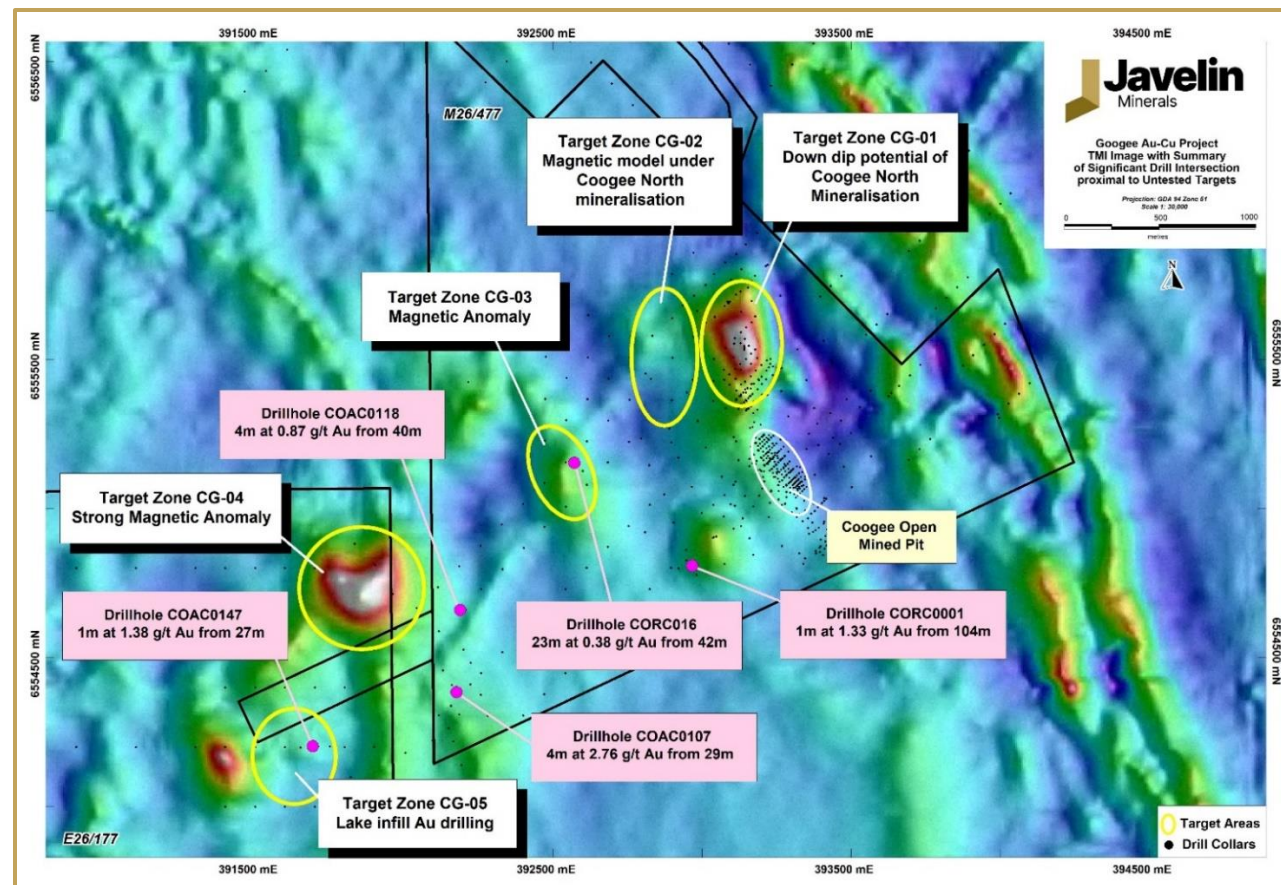 391500 mE
392500 mE
393500 mE
394500 mE
6556500 mN
6556500 mN
M26/477
Javelin
Minerals
Googee Au-Cu Project
TMI Image with Summary
of Significant Drill Intersection
proximal to Untested Targets
Projection: GDA 94 Zone 51
Scale 1: 30,000
0
500
1000
metres
N
Target Zone CG-02
Magnetic model under
Coogee North
mineralisation
Target Zone CG-01
Down dip potential of
Coogee North
Mineralisation
Target Zone CG-03
Magnetic Anomaly
6555500 mN
6555500 mN
Drillhole COAC0118
4m at 0.87 g/t Au from 40m
Target Zone CG-04
Strong Magnetic Anomaly
Coogee Open
Mined Pit
Drillhole COAC0147
1m at 1.38 g/t Au from 27m
Drillhole CORC016
23m at 0.38 g/t Au from 42m
Drillhole CORC0001
1m at 1.33 g/t Au from 104m
6554500 mN
6554500 mN
Drillhole COAC0107
4m at 2.76 g/t Au from 29m
Target Zone CG-05
Lake infill Au drilling
E26/177
Target Areas
Drill Collars
391500 mE
392500 mE
393500 mE
394500 mE